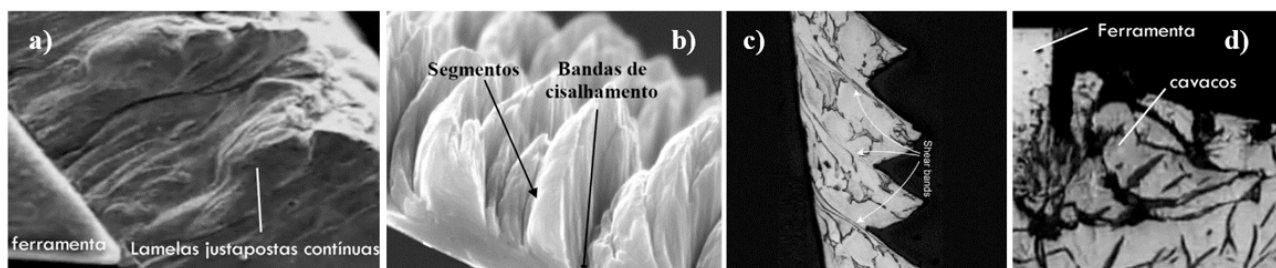 a)
ferramenta
Lamelas justapostas contínuas
b)
Segmentos
Bandas de
cisalhamento
c)
Shear bands
d)
Ferramenta
cavacos